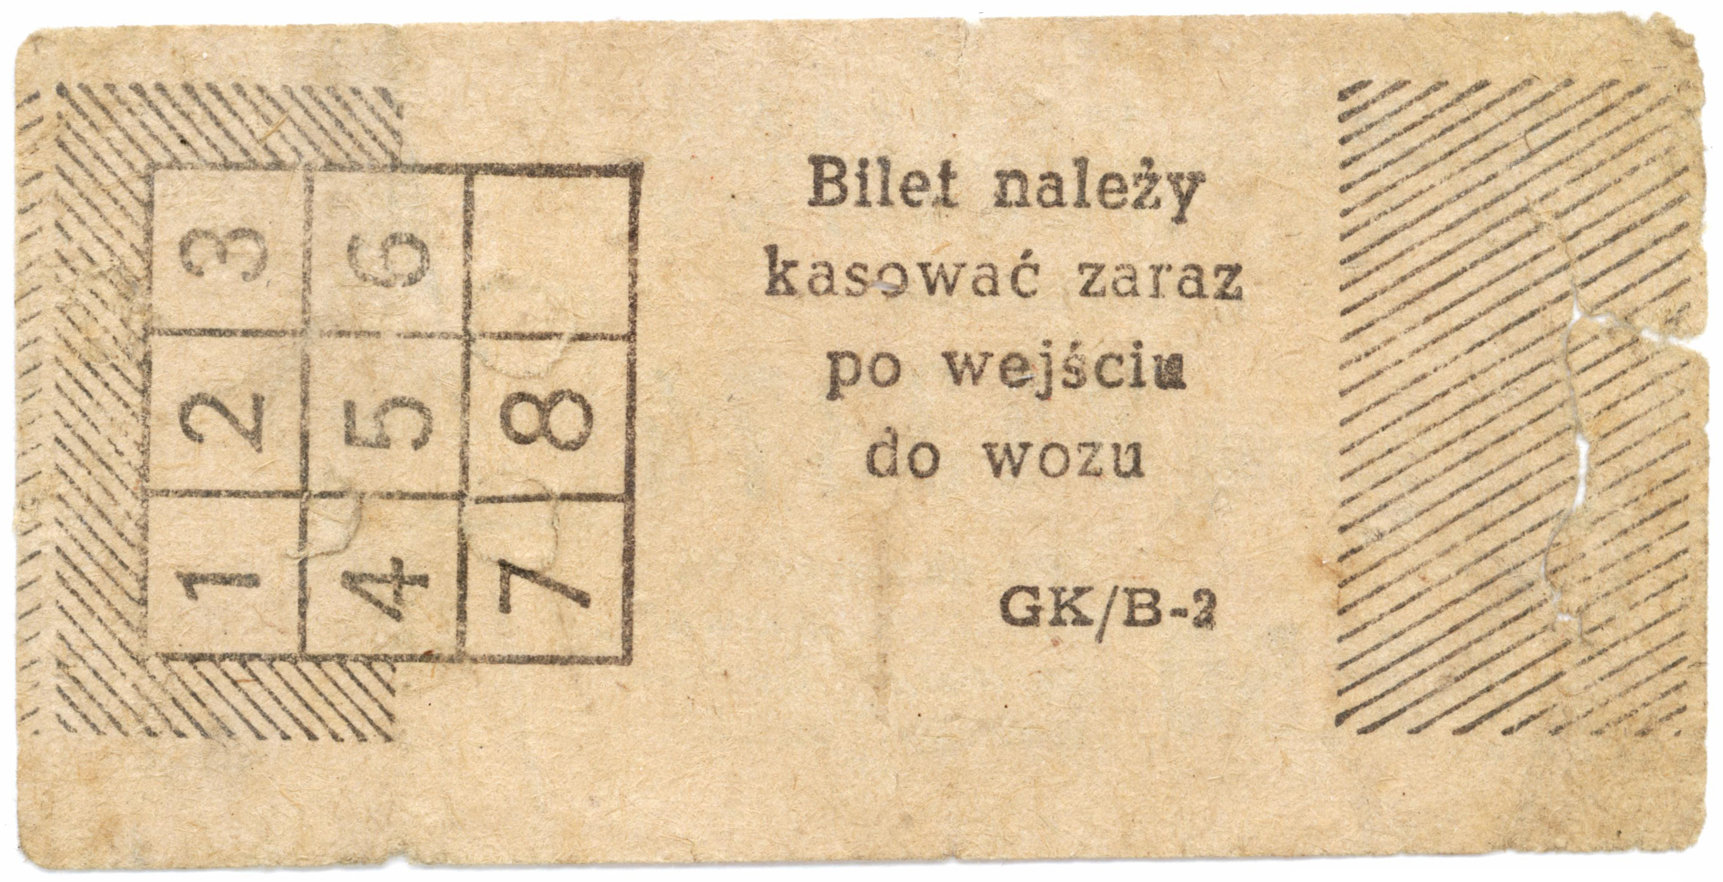 3 6
2 5 8
1 4 7
Bilet należy
kasować zaraz
po wejściu
do wozu
GK/B-2